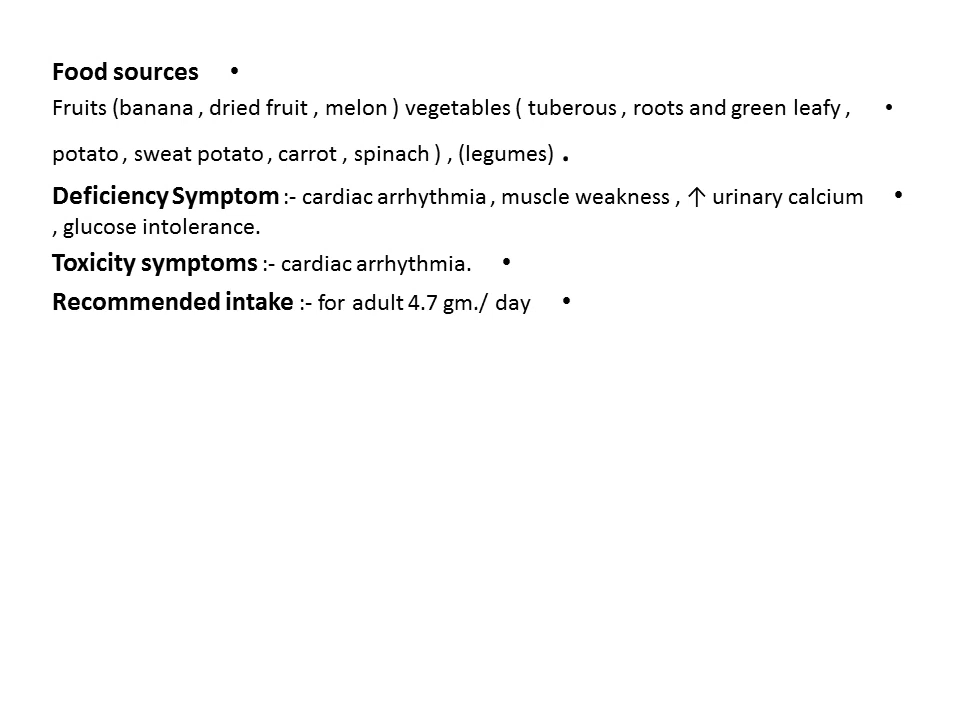 Food sources •
Fruits (banana , dried fruit , melon ) vegetables ( tuberous , roots and green leafy , •
potato , sweat potato , carrot , spinach ) , (legumes) .
Deficiency Symptom :- cardiac arrhythmia , muscle weakness , ↑ urinary calcium •
, glucose intolerance.
Toxicity symptoms :- cardiac arrhythmia. •
Recommended intake :- for adult 4.7 gm./ day •